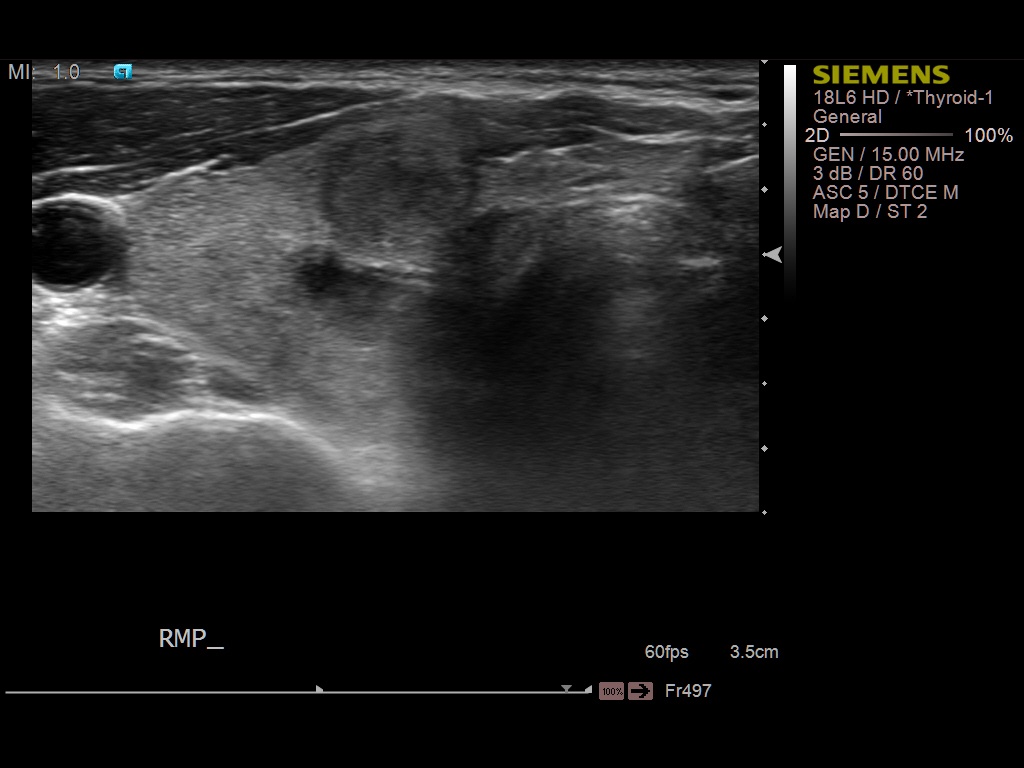 MI: 1.0
SIEMENS
18L6 HD / *Thyroid-1
General
2D 100%
GEN / 15.00 MHz
3 dB / DR 60
ASC 5 / DTCE M
Map D / ST 2
RMP_
60fps 3.5cm
100% Fr497